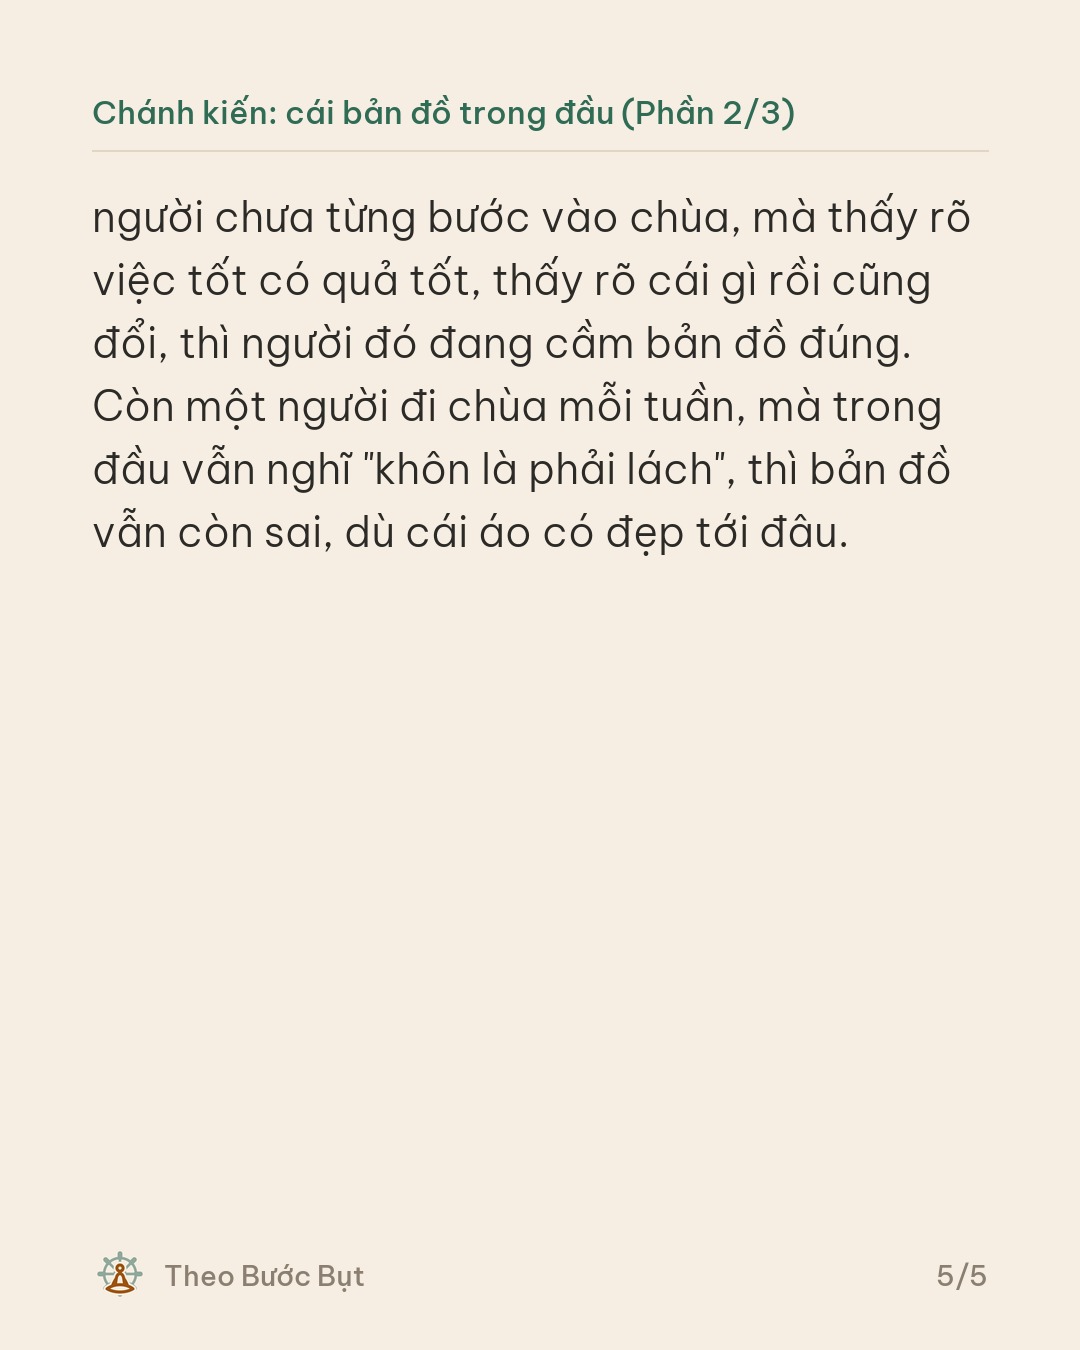 Chánh kiến: cái bản đồ trong đầu (Phần 2/3)
người chưa từng bước vào chùa, mà thấy rõ
việc tốt có quả tốt, thấy rõ cái gì rồi cũng
đổi, thì người đó đang cầm bản đồ đúng.
Còn một người đi chùa mỗi tuần, mà trong
đầu vẫn nghĩ "khôn là phải lách", thì bản đồ
vẫn còn sai, dù cái áo có đẹp tới đâu.
Theo Bước Bụt
5/5